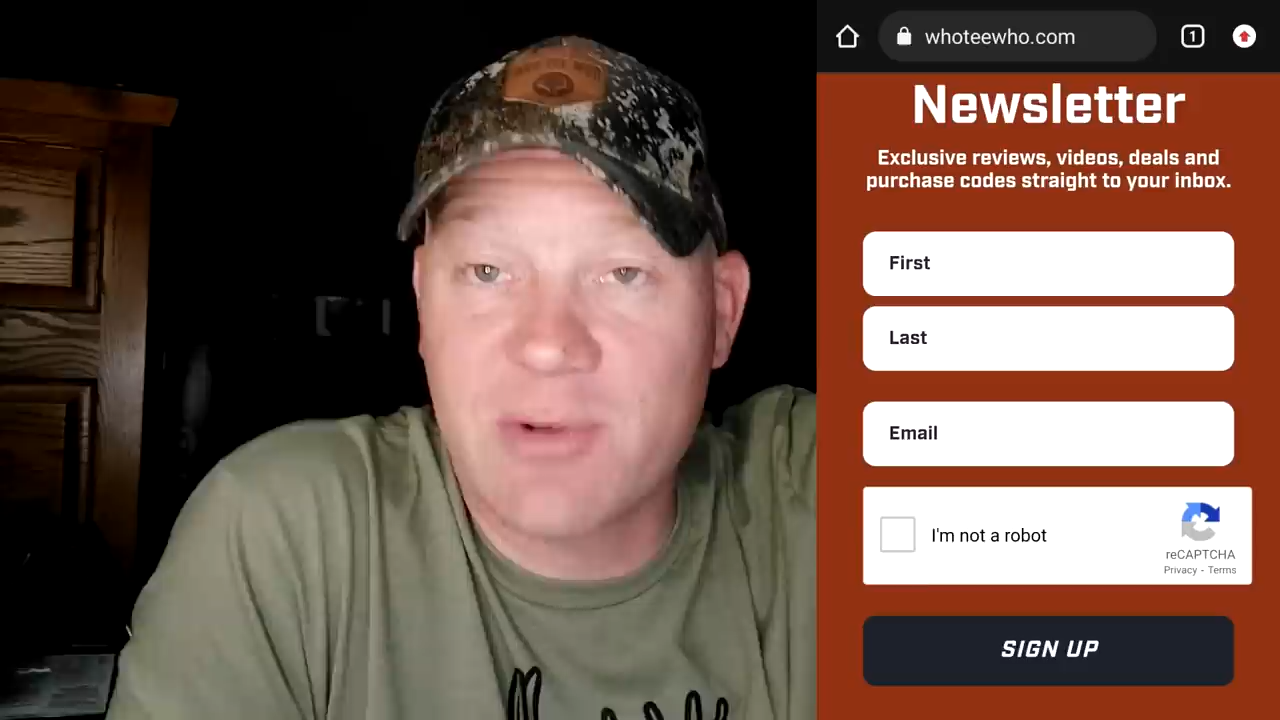 whoteewho.com
1
Newsletter
Exclusive reviews, videos, deals and
purchase codes straight to your inbox.
First
Last
Email
I'm not a robot
reCAPTCHA
Privacy - Terms
SIGN UP